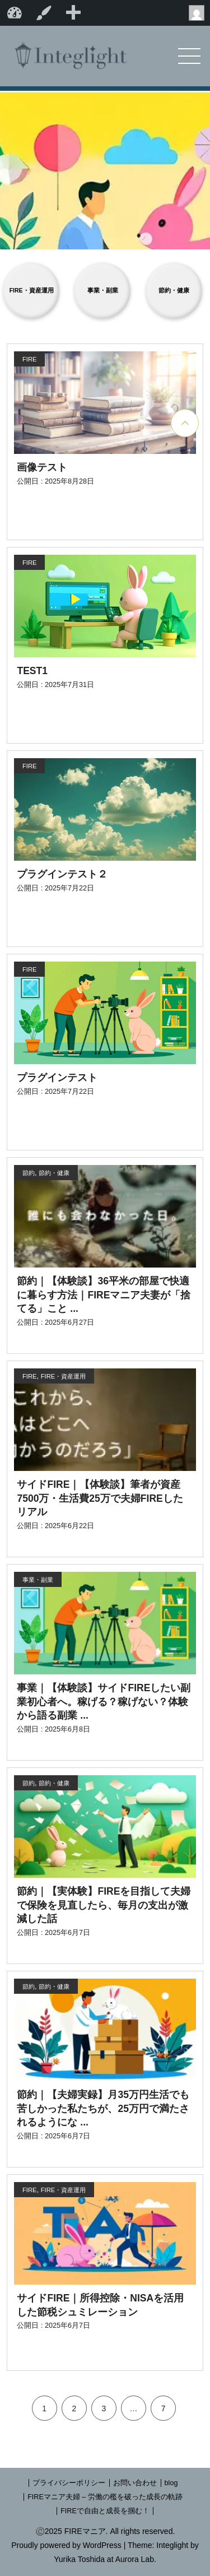 Integlight
FIRE・資産運用
事業・副業
節約・健康
FIRE
画像テスト
公開日 : 2025年8月28日
FIRE
TEST1
公開日 : 2025年7月31日
FIRE
プラグインテスト２
公開日 : 2025年7月22日
FIRE
プラグインテスト
公開日 : 2025年7月22日
節約, 節約・健康
誰にも会わなかった日。
節約｜【体験談】36平米の部屋で快適
に暮らす方法｜FIREマニア夫妻が「捨
てる」こと ...
公開日 : 2025年6月27日
FIRE, FIRE・資産運用
これから、
はどこへ
かうのだろう」
サイドFIRE｜【体験談】筆者が資産
7500万・生活費25万で夫婦FIREした
リアル
公開日 : 2025年6月22日
事業・副業
事業｜【体験談】サイドFIREしたい副
業初心者へ。稼げる？稼げない？体験
から語る副業 ...
公開日 : 2025年6月8日
節約, 節約・健康
節約｜【実体験】FIREを目指して夫婦
で保険を見直したら、毎月の支出が激
減した話
公開日 : 2025年6月7日
節約, 節約・健康
節約｜【夫婦実録】月35万円生活でも
苦しかった私たちが、25万円で満たさ
れるようにな ...
公開日 : 2025年6月7日
FIRE, FIRE・資産運用
サイドFIRE｜所得控除・NISAを活用
した節税シュミレーション
公開日 : 2025年6月7日
1 2 3 … 7
| プライバシーポリシー | お問い合わせ | blog
| FIREマニア夫婦 – 労働の檻を破った成長の軌跡
| FIREで自由と成長を掴む！ |
Ⓒ2025 FIREマニア. All rights reserved.
Proudly powered by WordPress | Theme: Integlight by
Yurika Toshida at Aurora Lab.